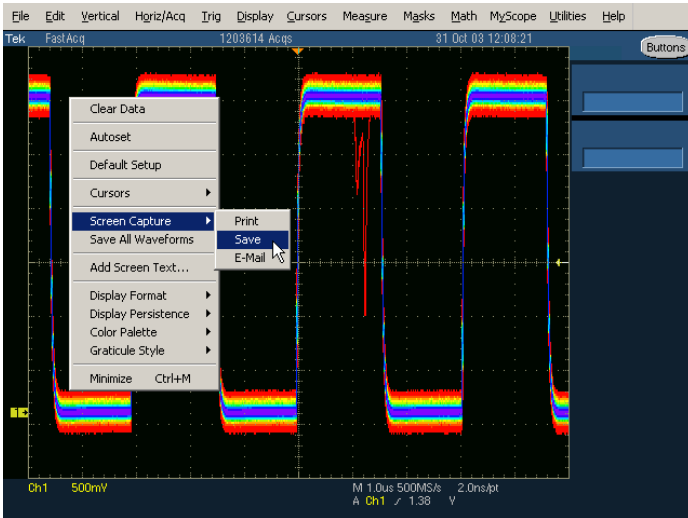 File Edit Vertical Horiz/Acq Trig Display Cursors Measure Masks Math MyScope Utilities Help
Tek FastAcq 1203614 Acqs 31 Oct 03 12:08:21
Buttons
Clear Data
Autoset
Default Setup
Cursors
Screen Capture
Print
Save All Waveforms
Save
E-Mail
Add Screen Text...
Display Format
Display Persistence
Color Palette
Graticule Style
Minimize Ctrl+M
1
Ch1 500mV M 1.0us 500MS/s 2.0ns/pt
A Ch1 ∕ 1.38 V